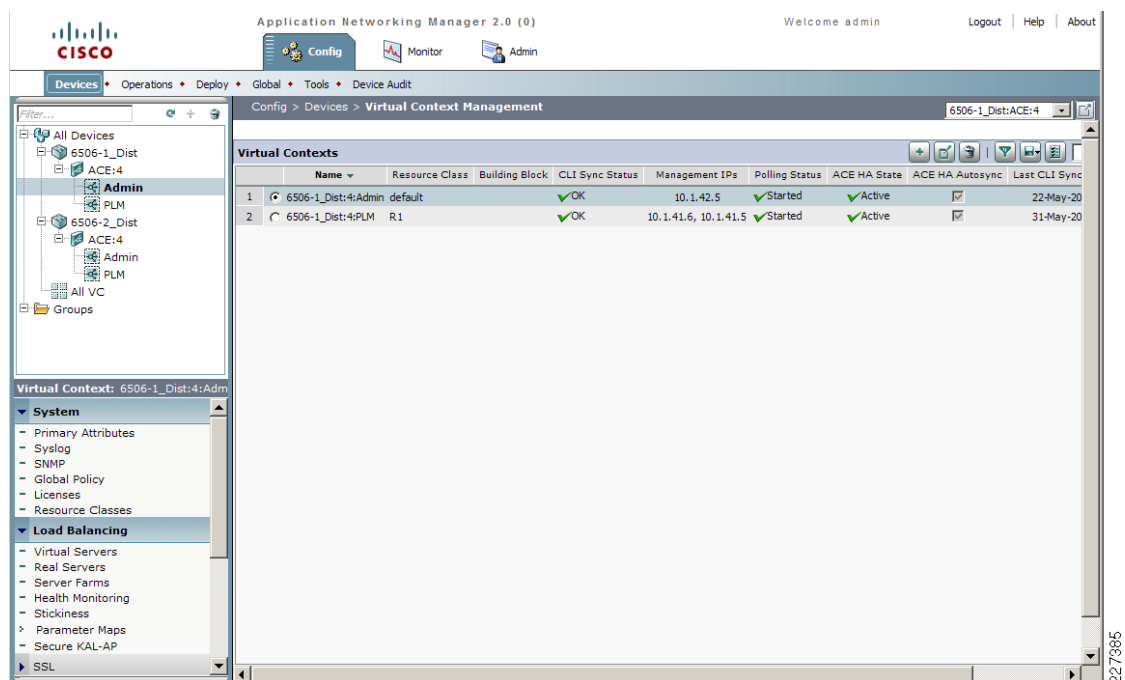 Application Networking Manager 2.0 (0)
Welcome admin
Logout | Help | About
CISCO
Config
Monitor
Admin
Devices Operations Deploy Global Tools Device Audit
Filter...
Config > Devices > Virtual Context Management
6506-1_Dist:ACE:4
All Devices
6506-1_Dist
ACE:4
Admin
PLM
6506-2_Dist
ACE:4
Admin
PLM
All VC
Groups
Virtual Contexts
Name Resource Class Building Block CLI Sync Status Management IPs Polling Status ACE HA State ACE HA Autosync Last CLI Sync
1 6506-1_Dist:4:Admin default OK 10.1.42.5 Started Active 22-May-20
2 6506-1_Dist:4:PLM R1 OK 10.1.41.6, 10.1.41.5 Started Active 31-May-20
Virtual Context: 6506-1_Dist:4:Adm
System
Primary Attributes
Syslog
SNMP
Global Policy
Licenses
Resource Classes
Load Balancing
Virtual Servers
Real Servers
Server Farms
Health Monitoring
Stickiness
Parameter Maps
Secure KAL-AP
SSL
227385